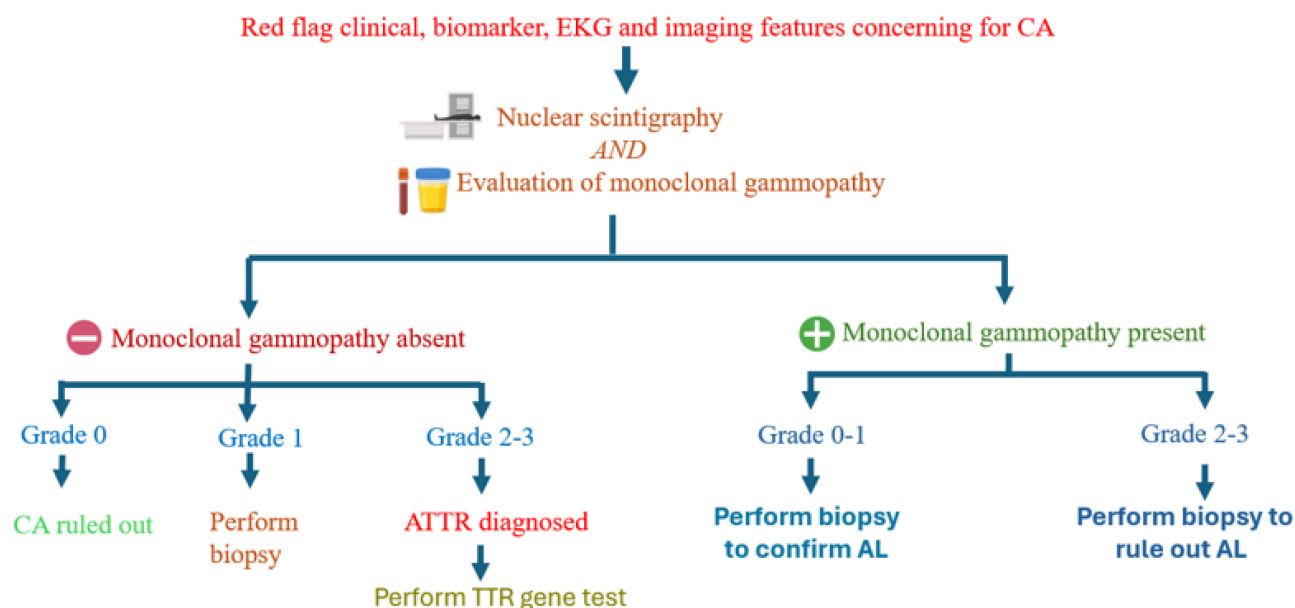 Red flag clinical, biomarker, EKG and imaging features concerning for CA
Nuclear scintigraphy
AND
Evaluation of monoclonal gammopathy
Monoclonal gammopathy absent
Monoclonal gammopathy present
Grade 0
Grade 1
Grade 2-3
Grade 0-1
Grade 2-3
CA ruled out
Perform
biopsy
ATTR diagnosed
Perform TTR gene test
Perform biopsy
to confirm AL
Perform biopsy to
rule out AL